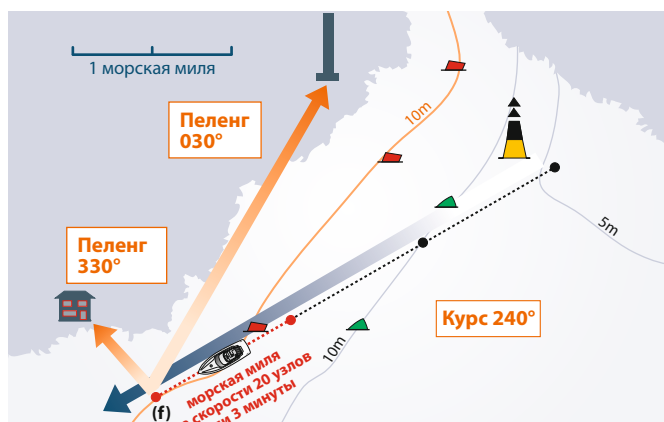 1 морская миля
Пеленг
030°
10m
Пеленг
330°
5m
Курс 240°
10m
морская миля
скорости 20 узлов
3 минуты
(f)